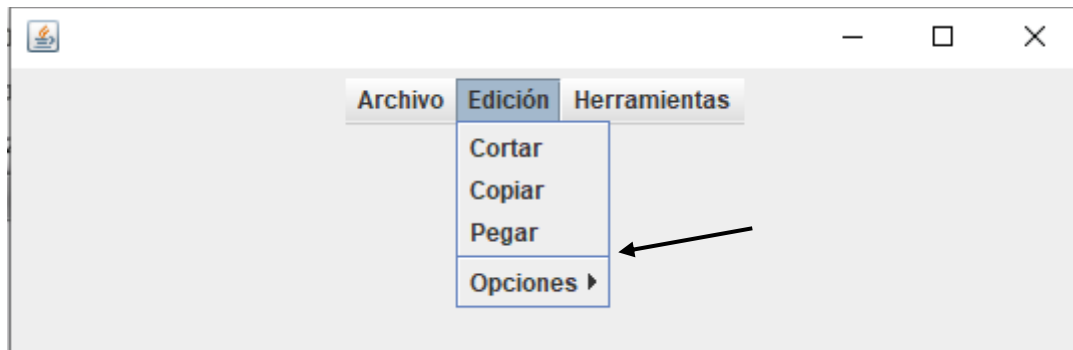 Archivo Edición Herramientas
Cortar
Copiar
Pegar
Opciones